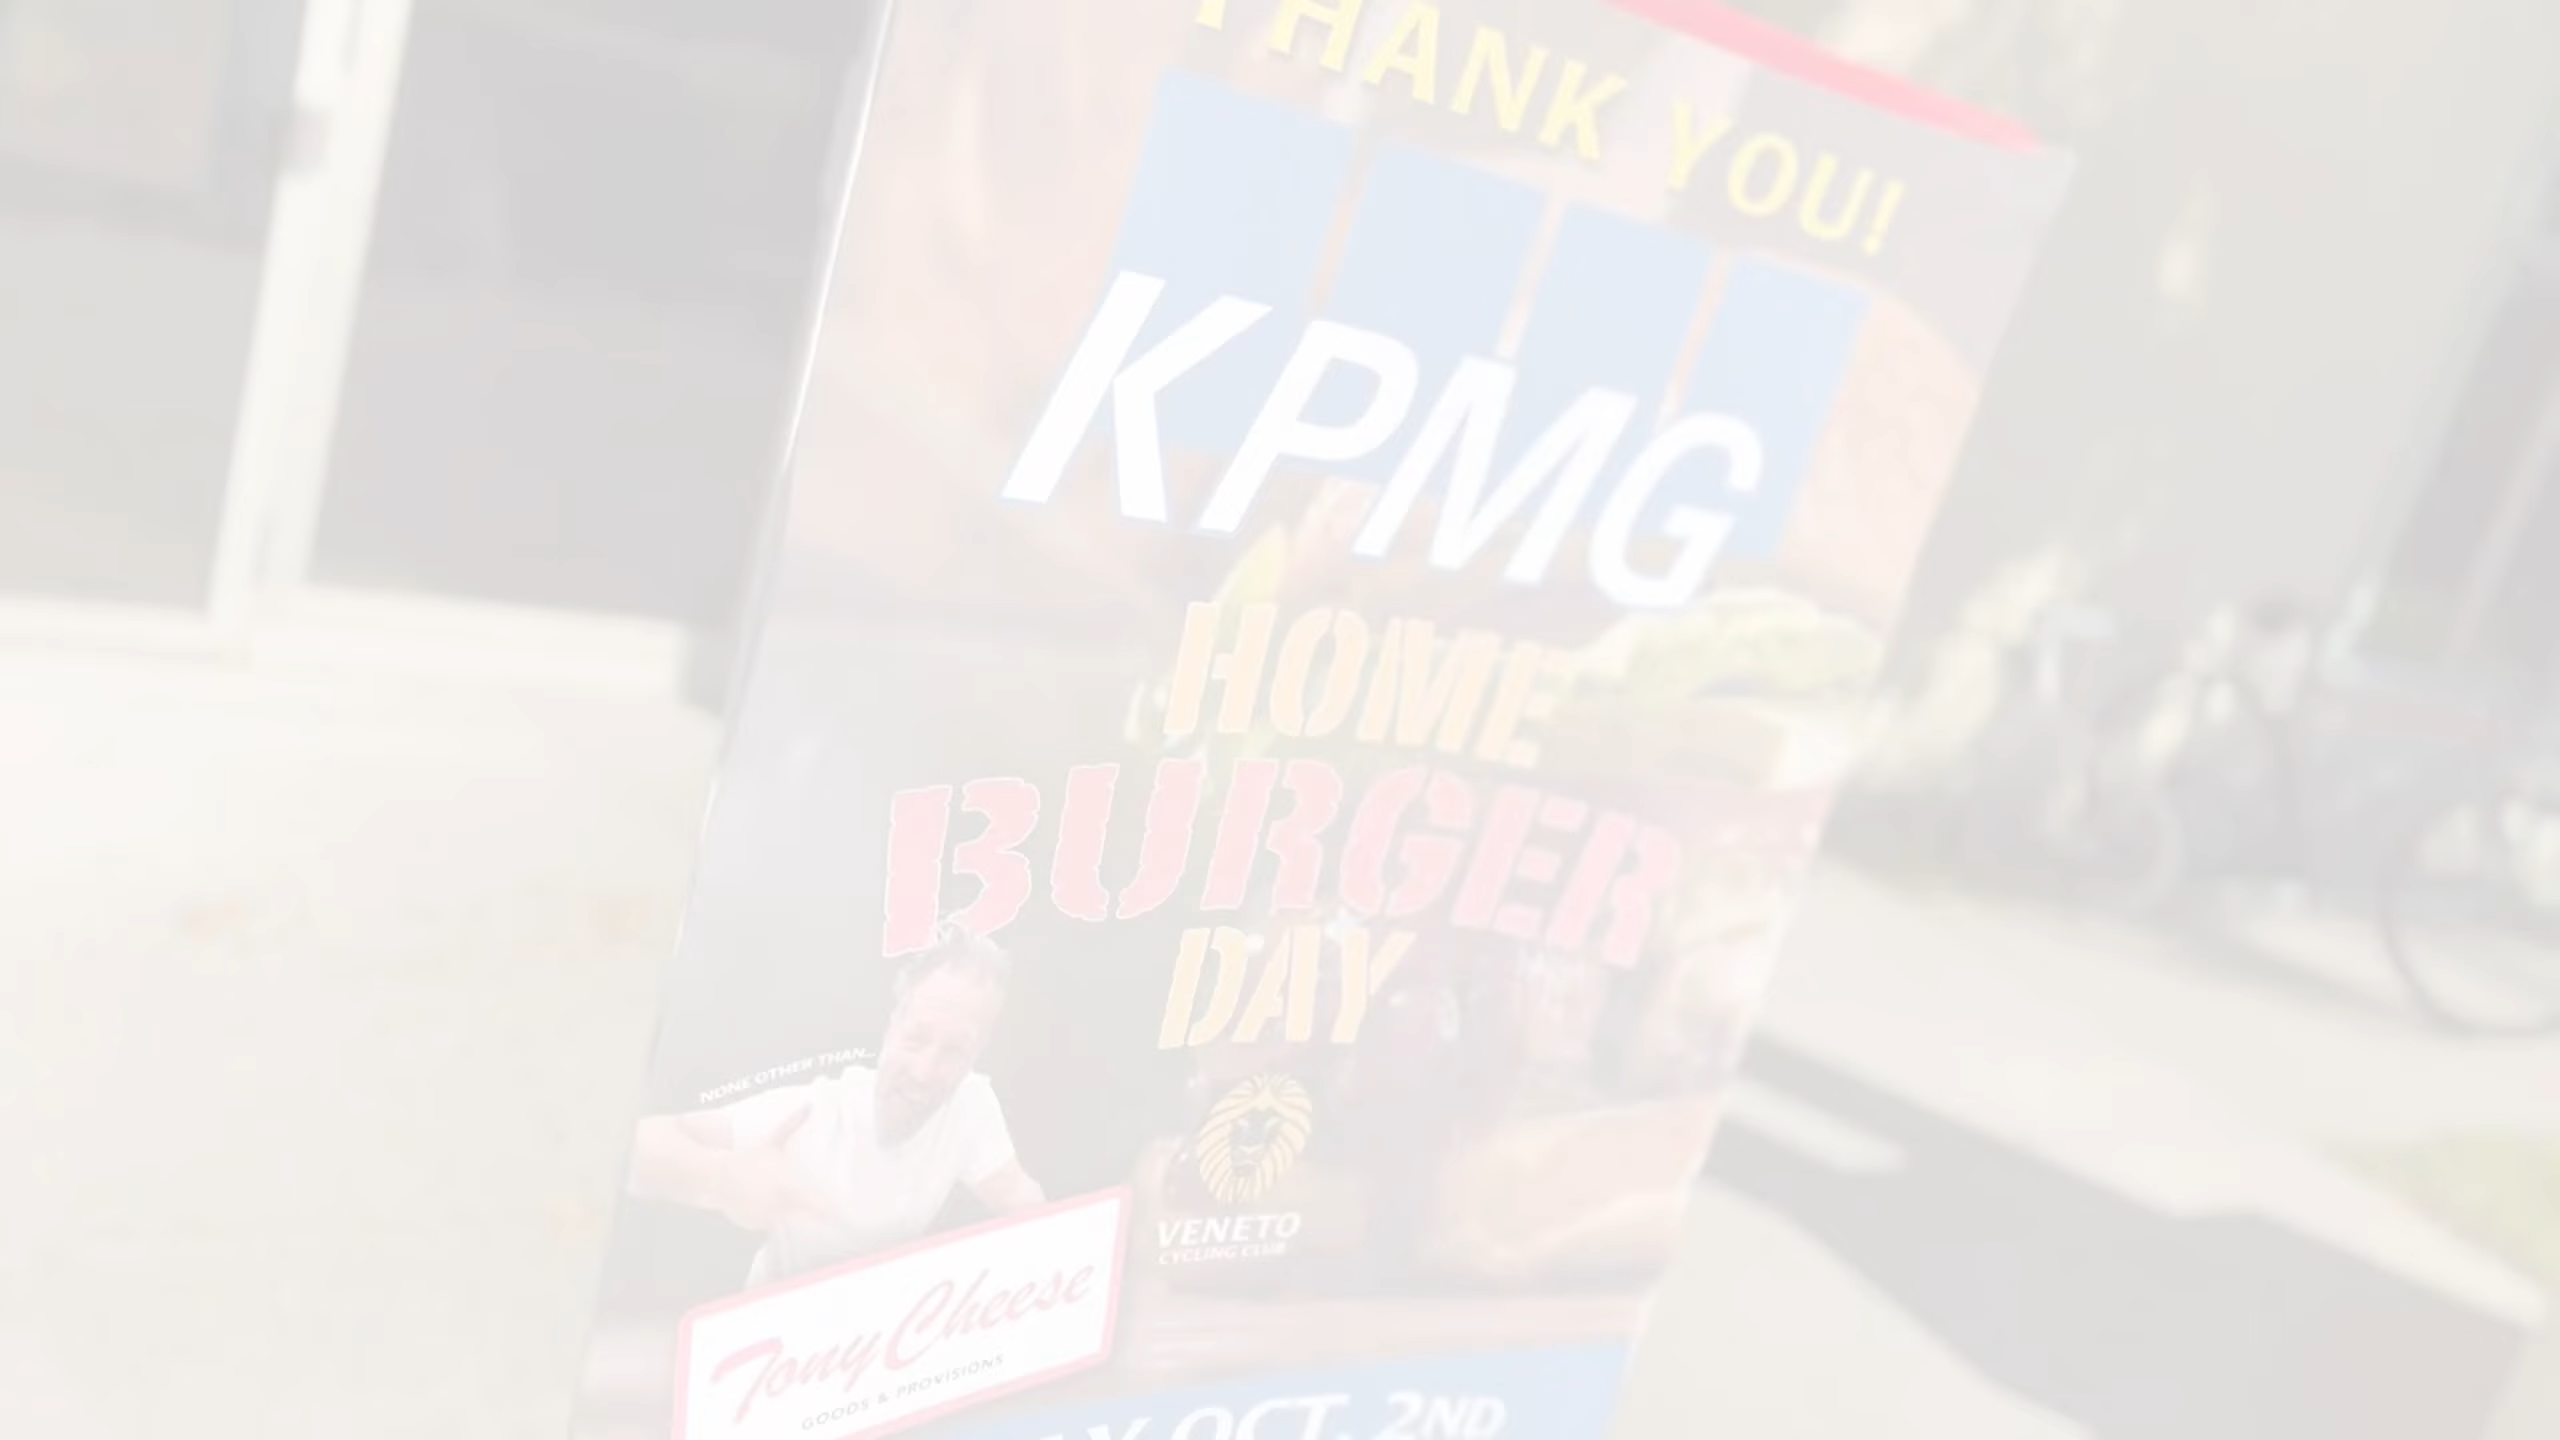 THANK YOU!
KPMG
HOME
BURGER
DAY
NONE OTHER THAN...
VENETO
CYCLING CLUB
Tony Cheese
GOODS & PROVISIONS
OCT. 2ND